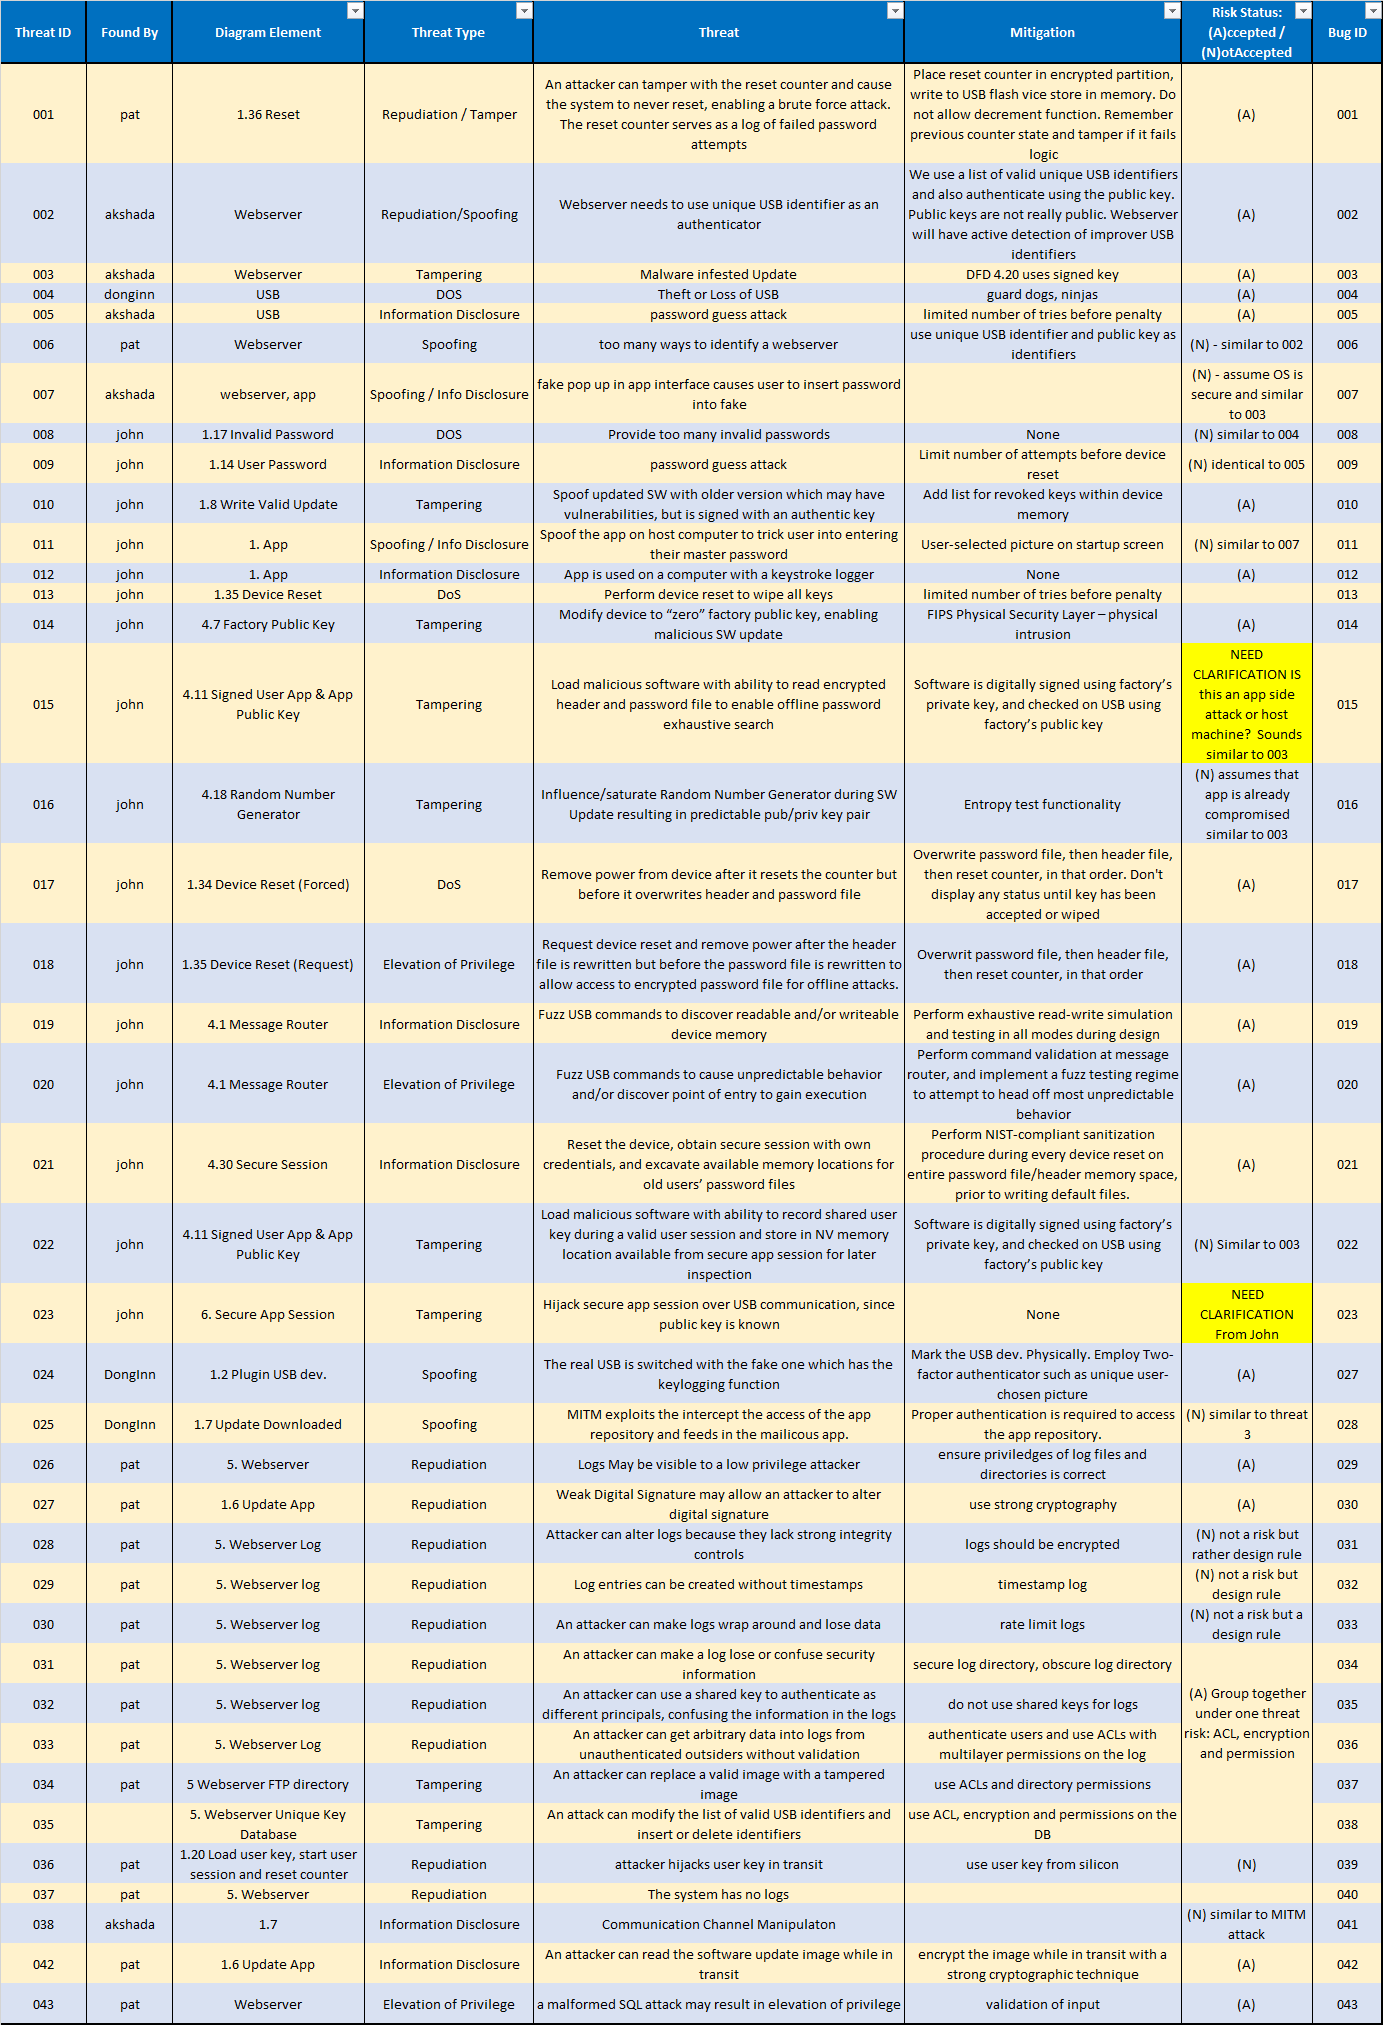 Threat ID
Found By
Diagram Element
Threat Type
Threat
Mitigation
Risk Status:
(A)ccepted /
(N)otAccepted
Bug ID
001
pat
1.36 Reset
Repudiation / Tamper
An attacker can tamper with the reset counter and cause
the system to never reset, enabling a brute force attack.
The reset counter serves as a log of failed password
attempts
Place reset counter in encrypted partition,
write to USB flash vice store in memory. Do
not allow decrement function. Remember
previous counter state and tamper if it fails
logic
(A)
001
002
akshada
Webserver
Repudiation/Spoofing
Webserver needs to use unique USB identifier as an
authenticator
We use a list of valid unique USB identifiers
and also authenticate using the public key.
Public keys are not really public. Webserver
will have active detection of improver USB
identifiers
(A)
002
003
akshada
Webserver
Tampering
Malware infested Update
DFD 4.20 uses signed key
(A)
003
004
donginn
USB
DOS
Theft or Loss of USB
guard dogs, ninjas
(A)
004
005
akshada
USB
Information Disclosure
password guess attack
limited number of tries before penalty
(A)
005
006
pat
Webserver
Spoofing
too many ways to identify a webserver
use unique USB identifier and public key as
identifiers
(N) - similar to 002
006
007
akshada
webserver, app
Spoofing / Info Disclosure
fake pop up in app interface causes user to insert password
into fake
(N) - assume OS is
secure and similar
to 003
007
008
john
1.17 Invalid Password
DOS
Provide too many invalid passwords
None
(N) similar to 004
008
009
john
1.14 User Password
Information Disclosure
password guess attack
Limit number of attempts before device
reset
(N) identical to 005
009
010
john
1.8 Write Valid Update
Tampering
Spoof updated SW with older version which may have
vulnerabilities, but is signed with an authentic key
Add list for revoked keys within device
memory
(A)
010
011
john
1. App
Spoofing / Info Disclosure
Spoof the app on host computer to trick user into entering
their master password
User-selected picture on startup screen
(N) similar to 007
011
012
john
1. App
Information Disclosure
App is used on a computer with a keystroke logger
None
(A)
012
013
john
1.35 Device Reset
DoS
Perform device reset to wipe all keys
limited number of tries before penalty
013
014
john
4.7 Factory Public Key
Tampering
Modify device to “zero” factory public key, enabling
malicious SW update
FIPS Physical Security Layer – physical
intrusion
(A)
014
015
john
4.11 Signed User App & App
Public Key
Tampering
Load malicious software with ability to read encrypted
header and password file to enable offline password
exhaustive search
Software is digitally signed using factory’s
private key, and checked on USB using
factory’s public key
NEED
CLARIFICATION IS
this an app side
attack or host
machine? Sounds
similar to 003
015
016
john
4.18 Random Number
Generator
Tampering
Influence/saturate Random Number Generator during SW
Update resulting in predictable pub/priv key pair
Entropy test functionality
(N) assumes that
app is already
compromised
similar to 003
016
017
john
1.34 Device Reset (Forced)
DoS
Remove power from device after it resets the counter but
before it overwrites header and password file
Overwrite password file, then header file,
then reset counter, in that order. Don't
display any status until key has been
accepted or wiped
(A)
017
018
john
1.35 Device Reset (Request)
Elevation of Privilege
Request device reset and remove power after the header
file is rewritten but before the password file is rewritten to
allow access to encrypted password file for offline attacks.
Overwrit password file, then header file,
then reset counter, in that order
(A)
018
019
john
4.1 Message Router
Information Disclosure
Fuzz USB commands to discover readable and/or writeable
device memory
Perform exhaustive read-write simulation
and testing in all modes during design
(A)
019
020
john
4.1 Message Router
Elevation of Privilege
Fuzz USB commands to cause unpredictable behavior
and/or discover point of entry to gain execution
Perform command validation at message
router, and implement a fuzz testing regime
to attempt to head off most unpredictable
behavior
(A)
020
021
john
4.30 Secure Session
Information Disclosure
Reset the device, obtain secure session with own
credentials, and excavate available memory locations for
old users’ password files
Perform NIST-compliant sanitization
procedure during every device reset on
entire password file/header memory space,
prior to writing default files.
(A)
021
022
john
4.11 Signed User App & App
Public Key
Tampering
Load malicious software with ability to record shared user
key during a valid user session and store in NV memory
location available from secure app session for later
inspection
Software is digitally signed using factory’s
private key, and checked on USB using
factory’s public key
(N) Similar to 003
022
023
john
6. Secure App Session
Tampering
Hijack secure app session over USB communication, since
public key is known
None
NEED
CLARIFICATION
From John
023
024
DongInn
1.2 Plugin USB dev.
Spoofing
The real USB is switched with the fake one which has the
keylogging function
Mark the USB dev. Physically. Employ Two-
factor authenticator such as unique user-
chosen picture
(A)
027
025
DongInn
1.7 Update Downloaded
Spoofing
MITM exploits the intercept the access of the app
repository and feeds in the mailicous app.
Proper authentication is required to access
the app repository.
(N) similar to threat
3
028
026
pat
5. Webserver
Repudiation
Logs May be visible to a low privilege attacker
ensure priviledges of log files and
directories is correct
(A)
029
027
pat
1.6 Update App
Repudiation
Weak Digital Signature may allow an attacker to alter
digital signature
use strong cryptography
(A)
030
028
pat
5. Webserver Log
Repudiation
Attacker can alter logs because they lack strong integrity
controls
logs should be encrypted
(N) not a risk but
rather design rule
031
029
pat
5. Webserver log
Repudiation
Log entries can be created without timestamps
timestamp log
(N) not a risk but
design rule
032
030
pat
5. Webserver log
Repudiation
An attacker can make logs wrap around and lose data
rate limit logs
(N) not a risk but a
design rule
033
031
pat
5. Webserver log
Repudiation
An attacker can make a log lose or confuse security
information
secure log directory, obscure log directory
034
032
pat
5. Webserver log
Repudiation
An attacker can use a shared key to authenticate as
different principals, confusing the information in the logs
do not use shared keys for logs
(A) Group together
under one threat
risk: ACL, encryption
and permission
035
033
pat
5. Webserver Log
Repudiation
An attacker can get arbitrary data into logs from
unauthenticated outsiders without validation
authenticate users and use ACLs with
multilayer permissions on the log
036
034
pat
5 Webserver FTP directory
Tampering
An attacker can replace a valid image with a tampered
image
use ACLs and directory permissions
037
035
5. Webserver Unique Key
Database
Tampering
An attack can modify the list of valid USB identifiers and
insert or delete identifiers
use ACL, encryption and permissions on the
DB
038
036
pat
1.20 Load user key, start user
session and reset counter
Repudiation
attacker hijacks user key in transit
use user key from silicon
(N)
039
037
pat
5. Webserver
Repudiation
The system has no logs
040
038
akshada
1.7
Information Disclosure
Communication Channel Manipulaton
(N) similar to MITM
attack
041
042
pat
1.6 Update App
Information Disclosure
An attacker can read the software update image while in
transit
encrypt the image while in transit with a
strong cryptographic technique
(A)
042
043
pat
Webserver
Elevation of Privilege
a malformed SQL attack may result in elevation of privilege
validation of input
(A)
043